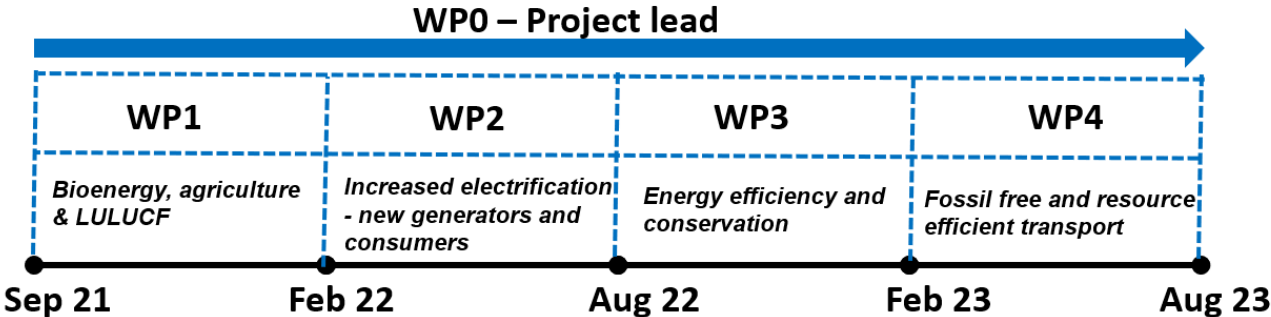 WP0 – Project lead
WP1
WP2
WP3
WP4
Bioenergy, agriculture
& LULUCF
Increased electrification
- new generators and
consumers
Energy efficiency and
conservation
Fossil free and resource
efficient transport
Sep 21
Feb 22
Aug 22
Feb 23
Aug 23